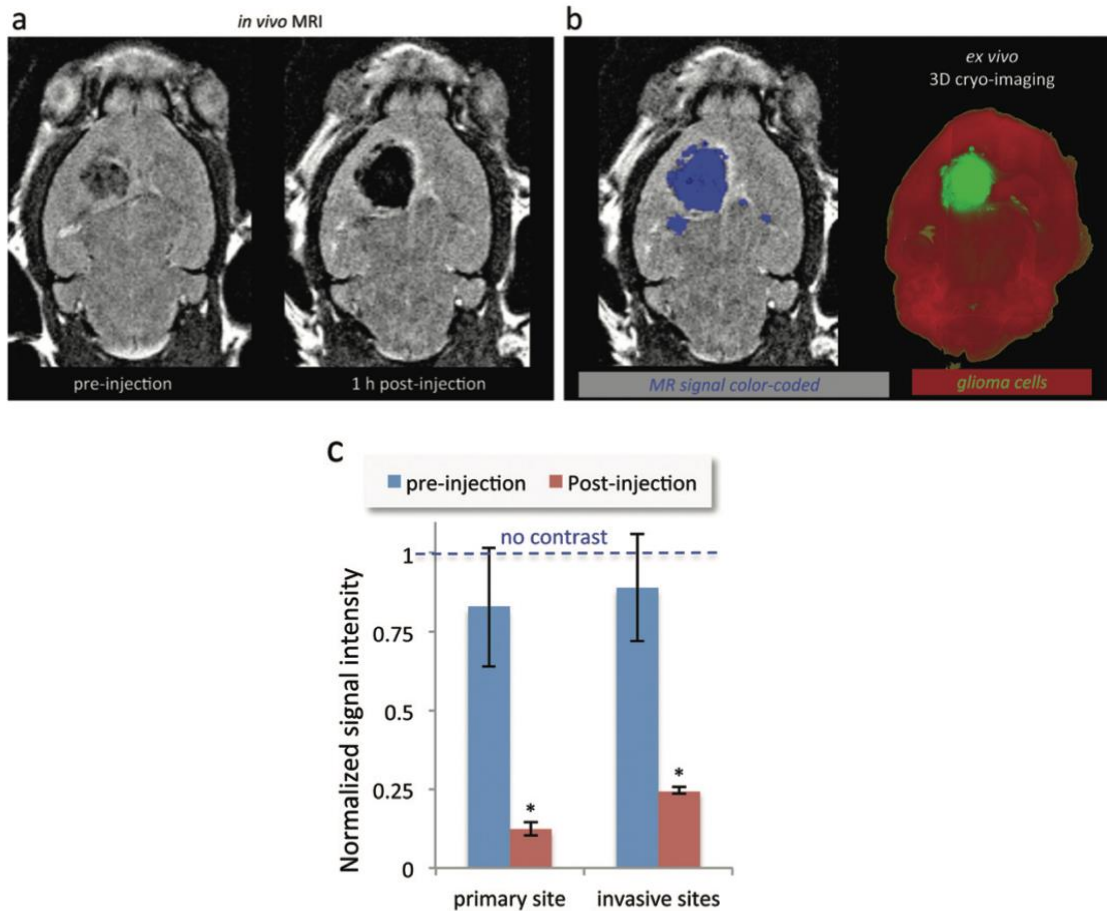 a
in vivo MRI
pre-injection
1 h post-injection
b
ex vivo
3D cryo-imaging
MR signal color-coded
glioma cells
c
pre-injection
Post-injection
no contrast
Normalized signal intensity
1
0.75
0.5
0.25
0
*
*
primary site
invasive sites